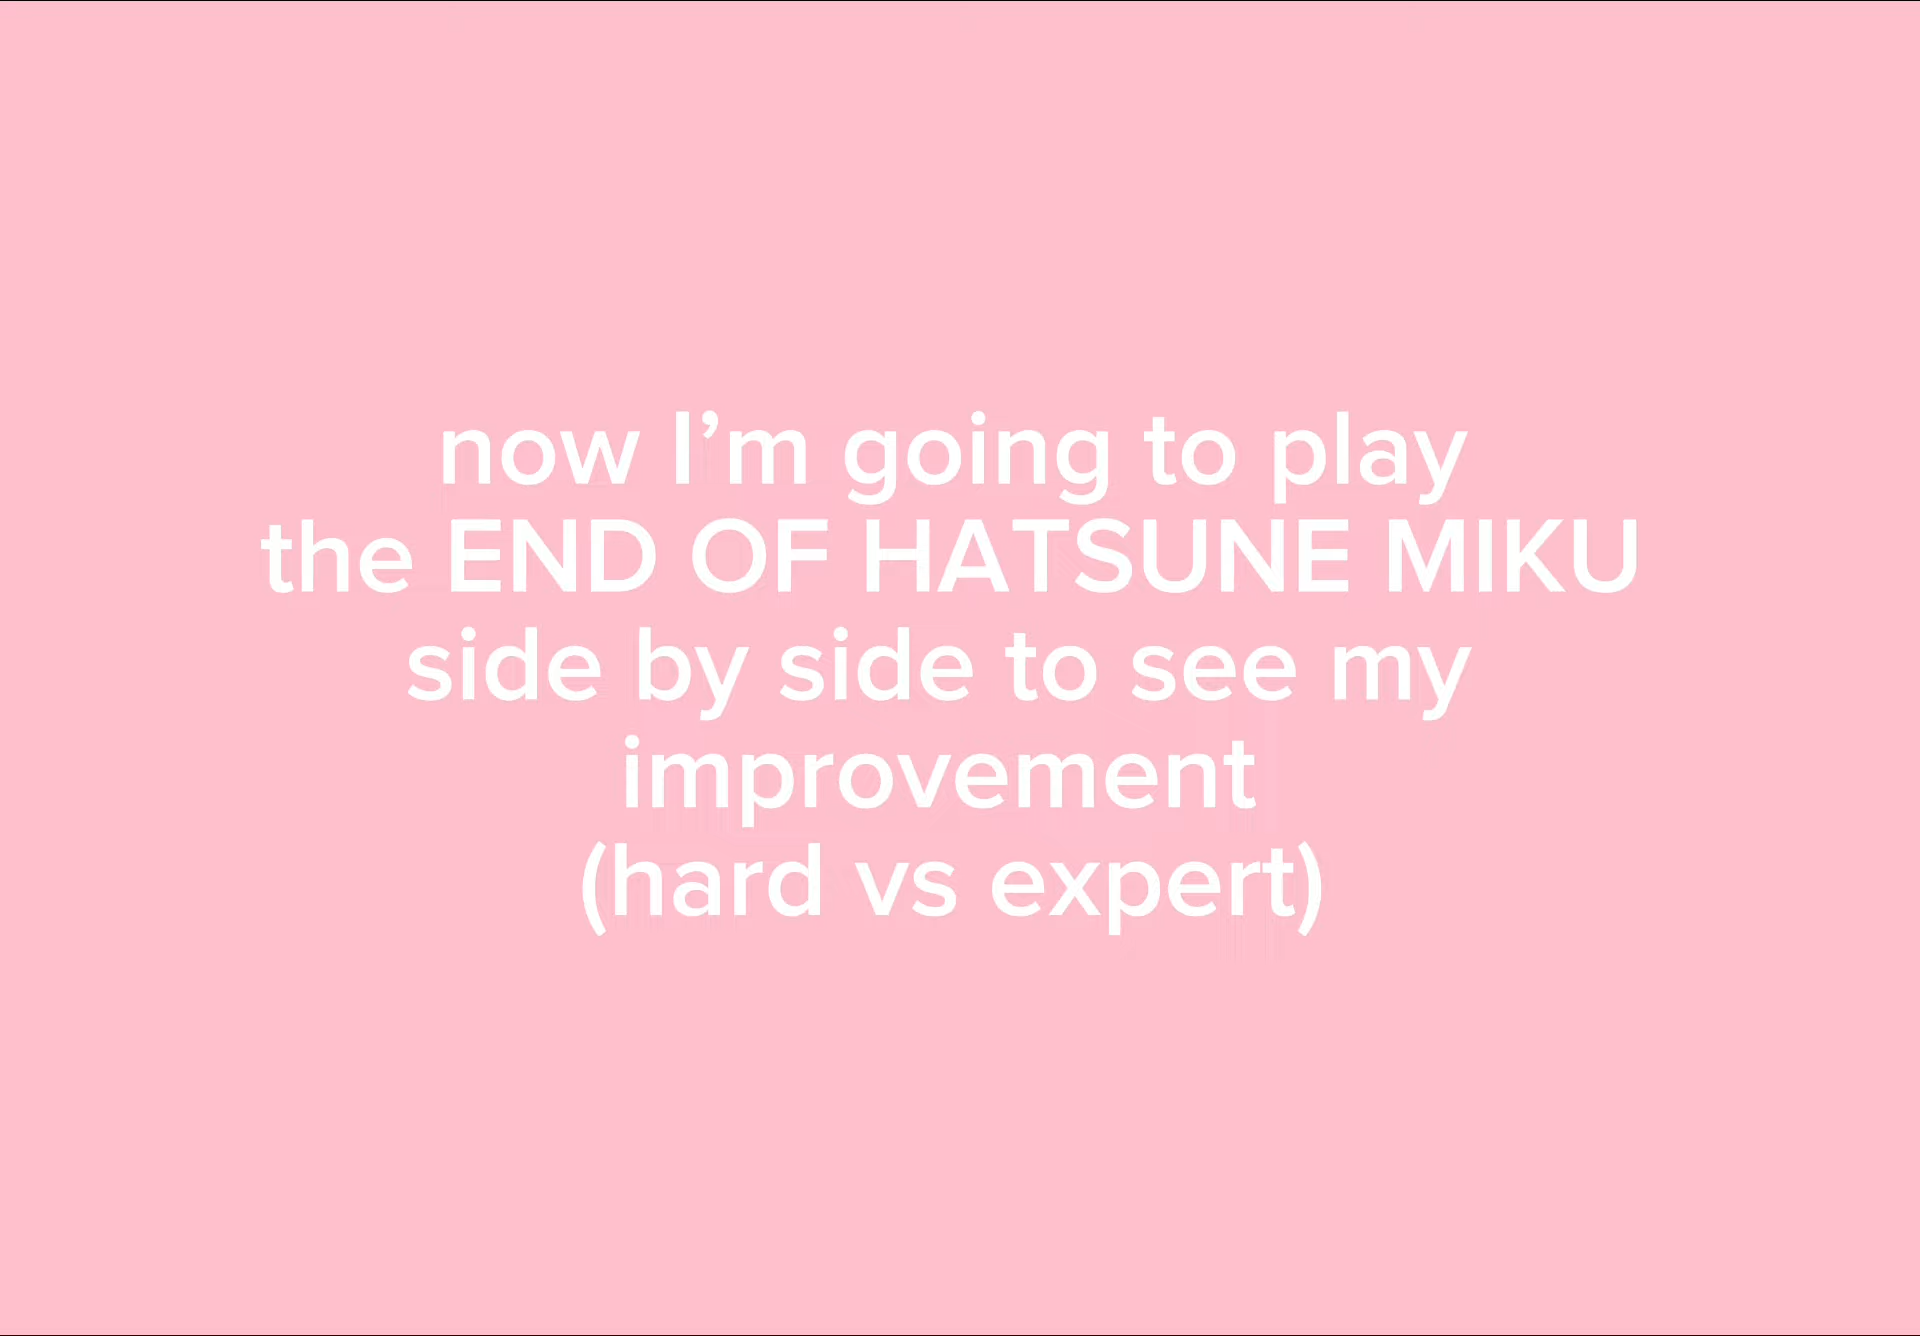 now I’m going to play
the END OF HATSUNE MIKU
side by side to see my
improvement
(hard vs expert)